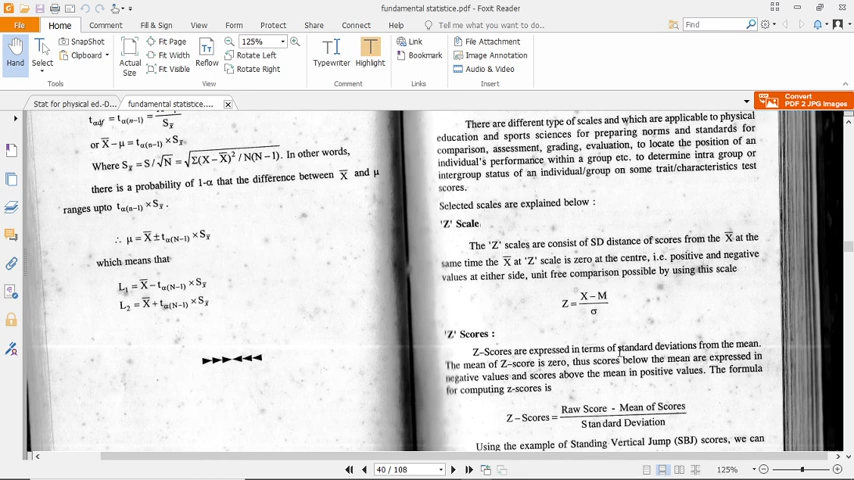 fundamental statistice.pdf - Foxit Reader
File Home Comment Fill & Sign View Form Protect Share Connect Help Tell me what you want to do... Find
Hand
Select
SnapShot
Clipboard
Tools
Actual Size
Fit Page
Fit Width
Fit Visible
Reflow
125%
Rotate Left
Rotate Right
View
Typewriter
Highlight
Comment
Link
Bookmark
Links
File Attachment
Image Annotation
Audio & Video
Insert
Stat for physical ed.-D...
fundamental statistice....
Convert
PDF 2 JPG Images
or X̄ − μ = tα(n−1) × Sx̄
Where Sx̄ = S/√N = √Σ(X−X̄)²/N(N−1). In other words,
there is a probability of 1-α that the difference between X̄ and μ
ranges upto tα(n−1) × Sx̄.
∴ μ = X̄ ± tα(N−1) × Sx̄
which means that
L1 = X̄ − tα(N−1) × Sx̄
L2 = X̄ + tα(N−1) × Sx̄
There are different type of scales and which are applicable to physical
education and sports sciences for preparing norms and standards for
comparison, assessment, grading, evaluation, to locate the position of an
individual's performance within a group etc. to determine intra group or
intergroup status of an individual/group on some trait/characteristics test
scores.
Selected scales are explained below :
'Z' Scale
The 'Z' scales are consist of SD distance of scores from the X̄ at the
same time the X̄ at 'Z' scale is zero at the centre, i.e. positive and negative
values at either side, unit free comparison possible by using this scale
Z = X − M
σ
'Z' Scores :
Z–Scores are expressed in terms of standard deviations from the mean.
The mean of Z–score is zero, thus scores below the mean are expressed in
negative values and scores above the mean in positive values. The formula
for computing z-scores is
Z – Scores = Raw Score - Mean of Scores
Standard Deviation
Using the example of Standing Vertical Jump (SBJ) scores, we can
40 / 108
125%